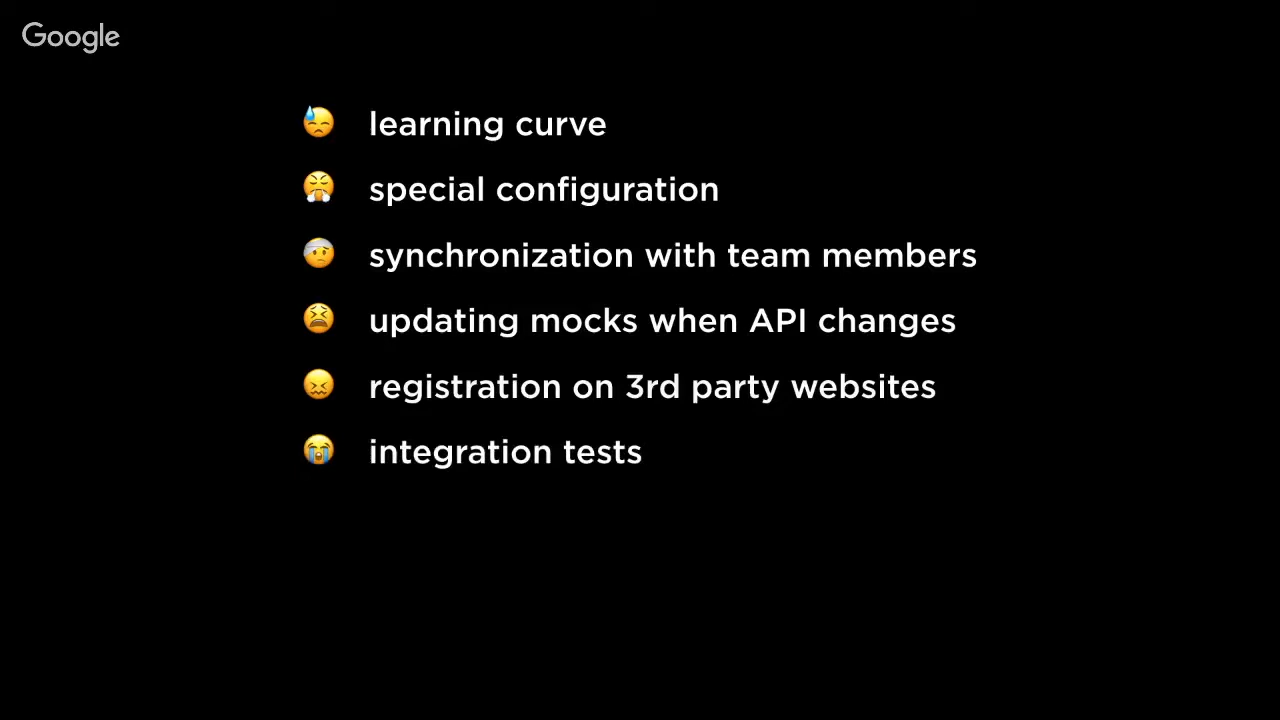 Google
😓 learning curve
😤 special configuration
🤕 synchronization with team members
😫 updating mocks when API changes
😖 registration on 3rd party websites
😭 integration tests